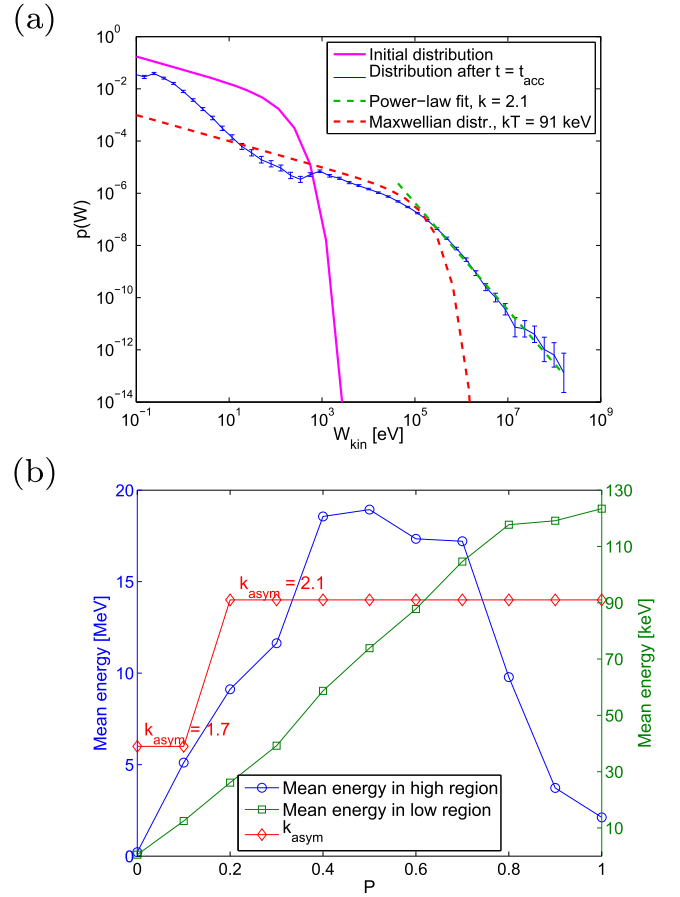 (a)
10^0
10^-2
10^-4
10^-6
10^-8
10^-10
10^-12
10^-14
p(W)
Initial distribution
Distribution after t = t_acc
Power-law fit, k = 2.1
Maxwellian distr., kT = 91 keV
10^-1 10^1 10^3 10^5 10^7 10^9
W_kin [eV]
(b)
20
15
10
5
0
Mean energy [MeV]
130
110
90
70
50
30
10
Mean energy [keV]
k_asym = 2.1
k_asym = 1.7
Mean energy in high region
Mean energy in low region
k_asym
0 0.2 0.4 0.6 0.8 1
P